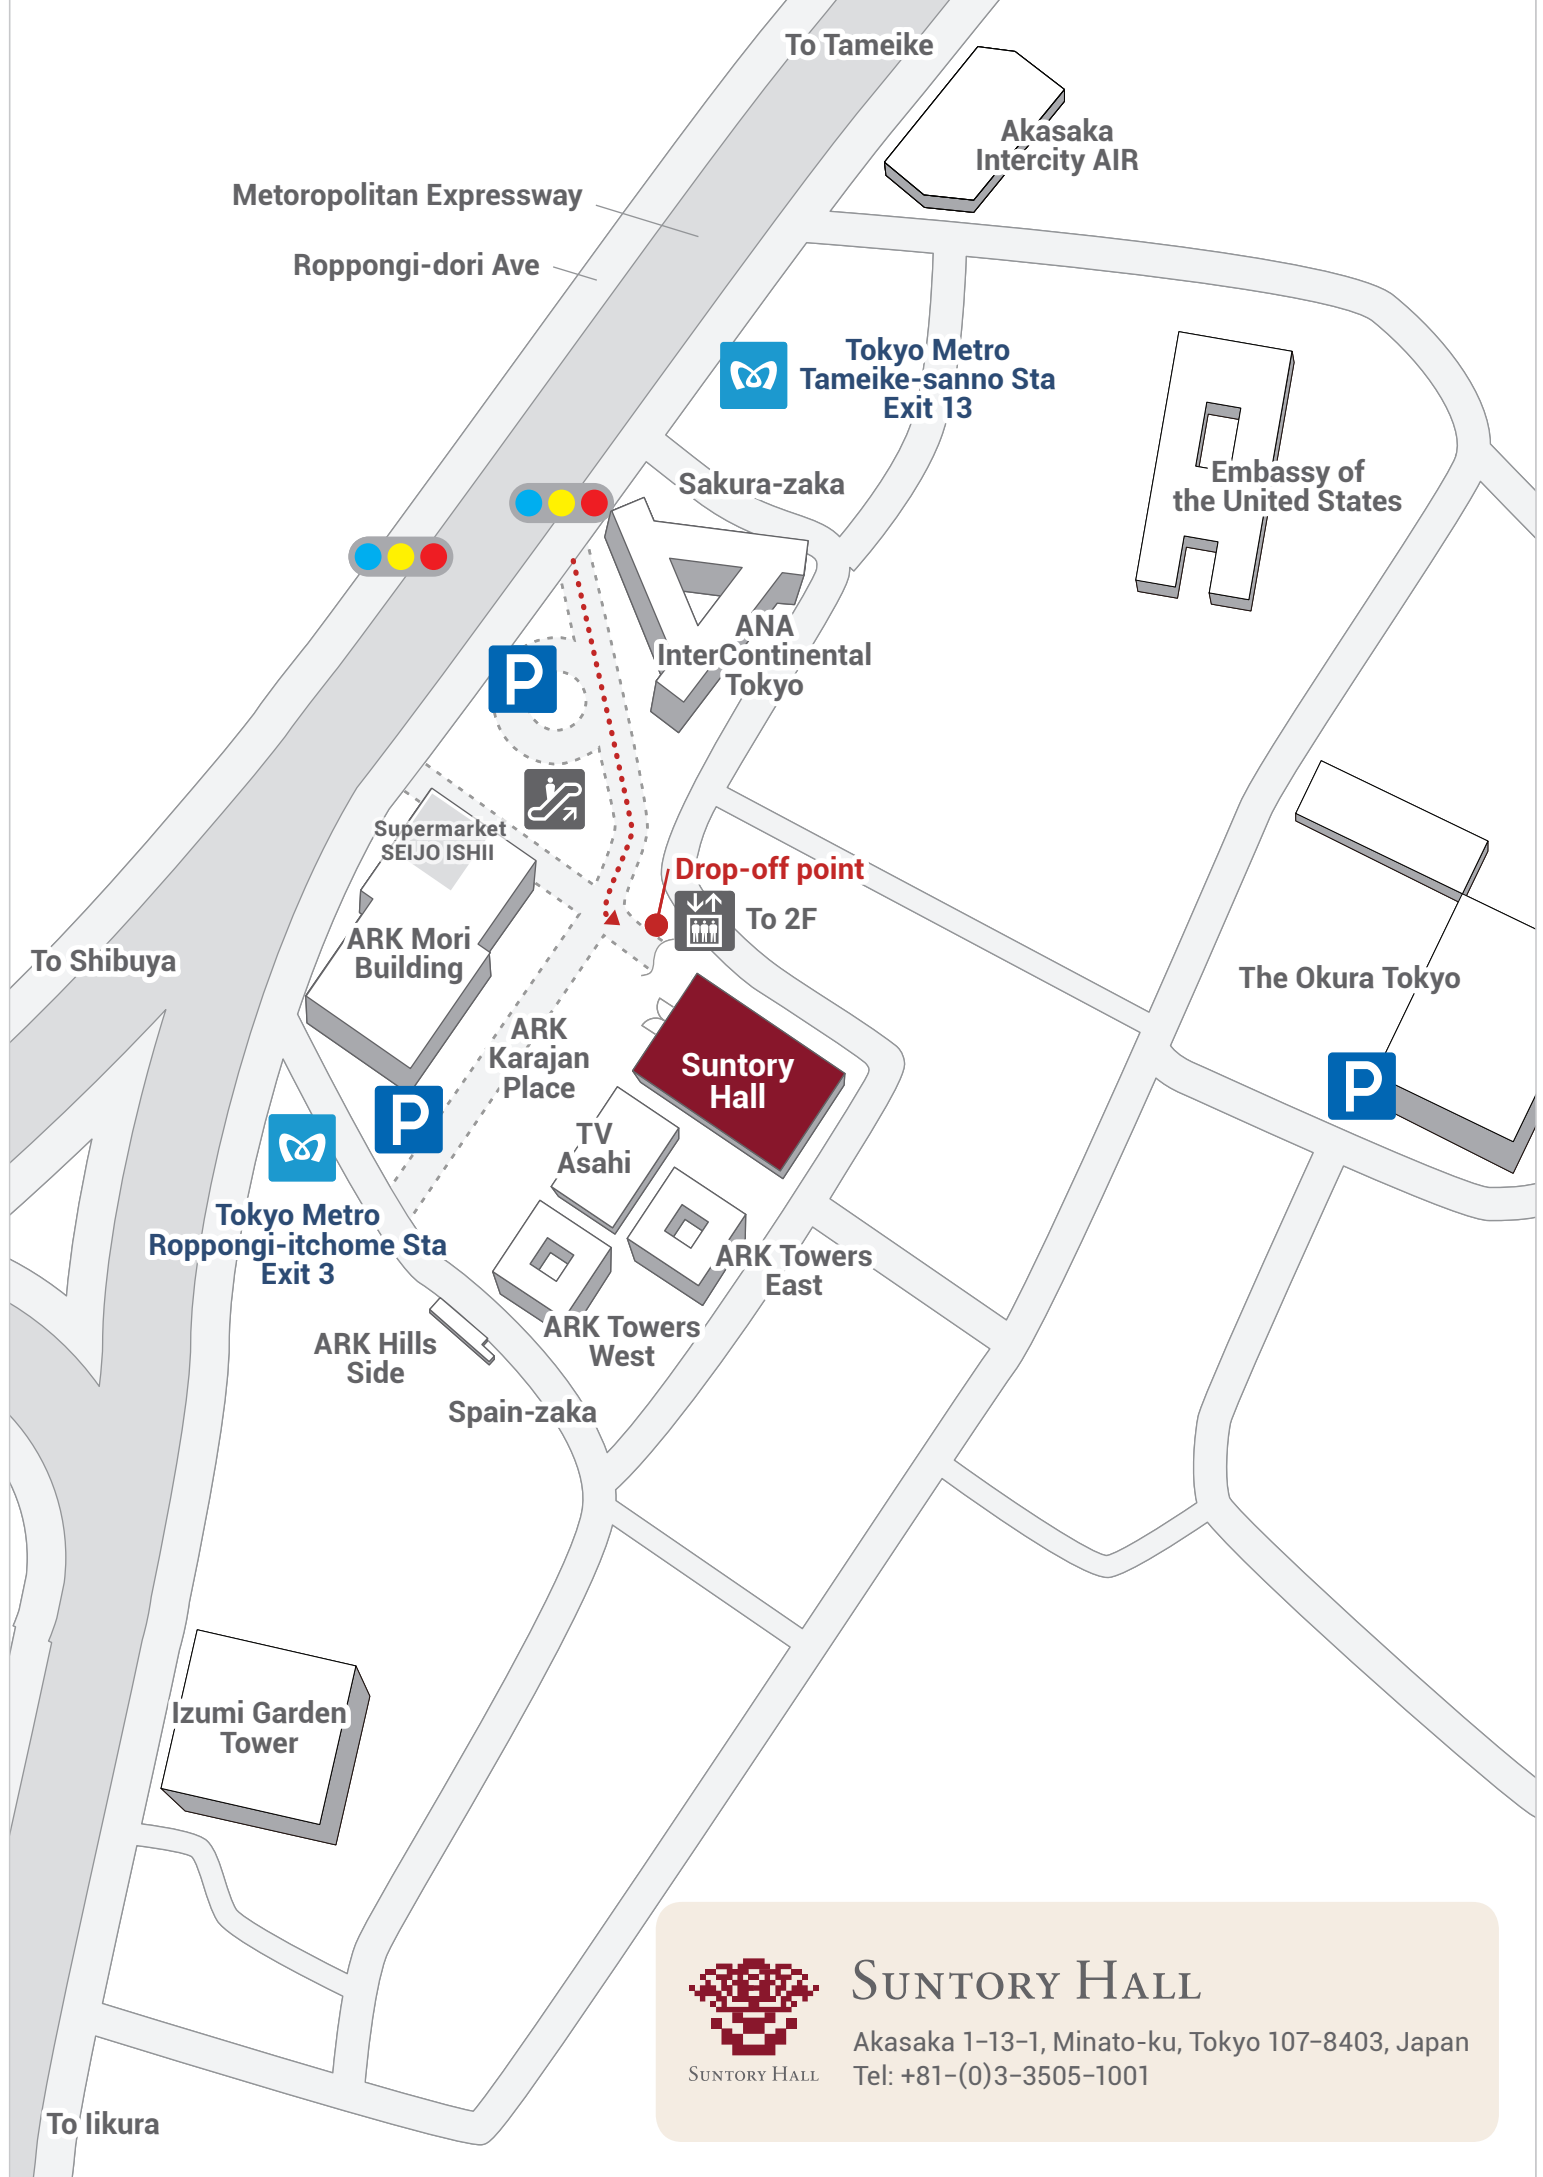 To Tameike
Akasaka
Intercity AIR
Metoropolitan Expressway
Roppongi-dori Ave
Tokyo Metro
Tameike-sanno Sta
Exit 13
Sakura-zaka
Embassy of
the United States
ANA
InterContinental
Tokyo
P
Supermarket
SEIJO ISHII
Drop-off point
To 2F
ARK Mori
Building
To Shibuya
The Okura Tokyo
ARK
Karajan
Place
Suntory
Hall
P
P
TV
Asahi
Tokyo Metro
Roppongi-itchome Sta
Exit 3
ARK Towers
East
ARK Towers
West
ARK Hills
Side
Spain-zaka
Izumi Garden
Tower
SUNTORY HALL
Akasaka 1-13-1, Minato-ku, Tokyo 107-8403, Japan
Tel: +81-(0)3-3505-1001
SUNTORY HALL
To Iikura